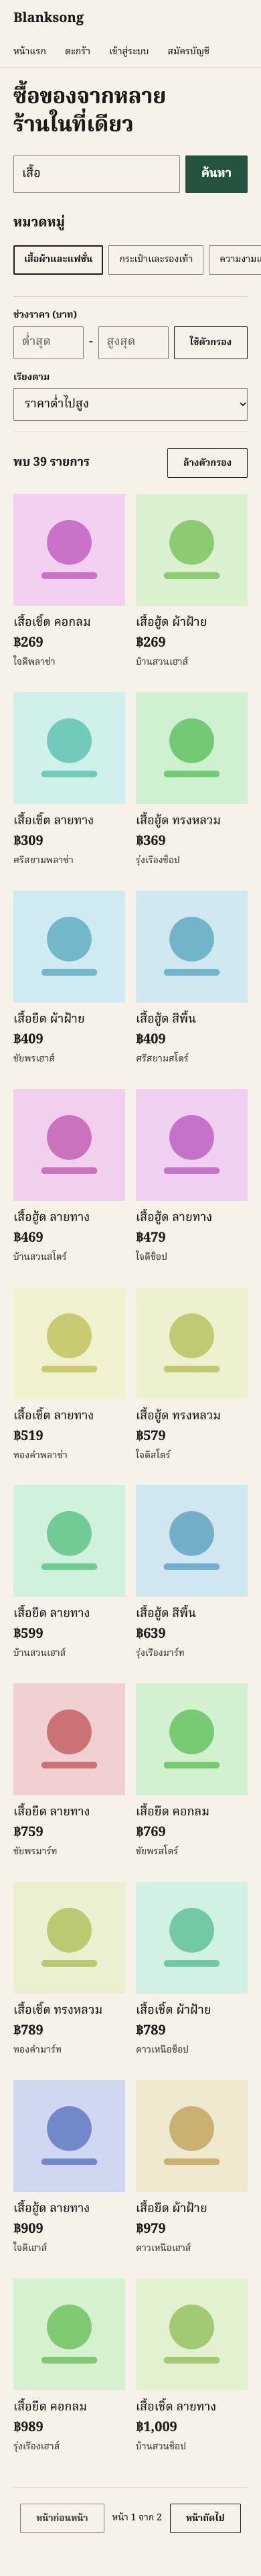 Blanksong
หน้าแรก ตะกร้า เข้าสู่ระบบ สมัครบัญชี
ซื้อของจากหลาย
ร้านในที่เดียว
เสื้อ ค้นหา
หมวดหมู่
เสื้อผ้าและแฟชั่น กระเป๋าและรองเท้า ความงามแ
ช่วงราคา (บาท)
ต่ำสุด - สูงสุด ใช้ตัวกรอง
เรียงตาม
ราคาต่ำไปสูง
พบ 39 รายการ ล้างตัวกรอง
เสื้อเชิ้ต คอกลม เสื้อฮู้ด ผ้าฝ้าย
฿269 ฿269
ใจดีพลาซ่า บ้านสวนเฮาส์
เสื้อเชิ้ต ลายทาง เสื้อฮู้ด ทรงหลวม
฿309 ฿369
ศรีสยามพลาซ่า รุ่งเรืองช็อป
เสื้อยืด ผ้าฝ้าย เสื้อฮู้ด สีพื้น
฿409 ฿409
ชัยพรเฮาส์ ศรีสยามสโตร์
เสื้อฮู้ด ลายทาง เสื้อฮู้ด ลายทาง
฿469 ฿479
บ้านสวนสโตร์ ใจดีช็อป
เสื้อเชิ้ต ลายทาง เสื้อฮู้ด ทรงหลวม
฿519 ฿579
ทองคำพลาซ่า ใจดีสโตร์
เสื้อยืด ลายทาง เสื้อฮู้ด สีพื้น
฿599 ฿639
บ้านสวนเฮาส์ รุ่งเรืองมาร์ท
เสื้อยืด ลายทาง เสื้อยืด คอกลม
฿759 ฿769
ชัยพรมาร์ท ชัยพรสโตร์
เสื้อเชิ้ต ทรงหลวม เสื้อเชิ้ต ผ้าฝ้าย
฿789 ฿789
ทองคำมาร์ท ดาวเหนือช็อป
เสื้อฮู้ด ลายทาง เสื้อยืด ผ้าฝ้าย
฿909 ฿979
ใจดีเฮาส์ ดาวเหนือเฮาส์
เสื้อยืด คอกลม เสื้อเชิ้ต ลายทาง
฿989 ฿1,009
รุ่งเรืองเฮาส์ บ้านสวนช็อป
หน้าก่อนหน้า หน้า 1 จาก 2 หน้าถัดไป